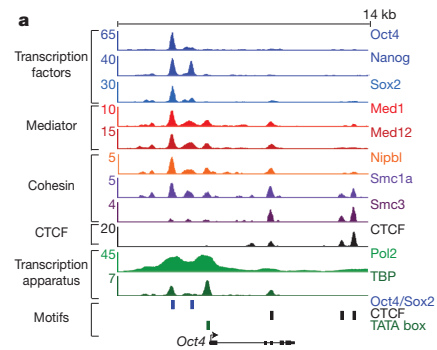 a
14 kb
Transcription
factors
65 Oct4
40 Nanog
30 Sox2
Mediator
10 Med1
15 Med12
Cohesin
5 Nipbl
5 Smc1a
4 Smc3
CTCF
20 CTCF
Transcription
apparatus
45 Pol2
7 TBP
Motifs
Oct4/Sox2
CTCF
TATA box
Oct4